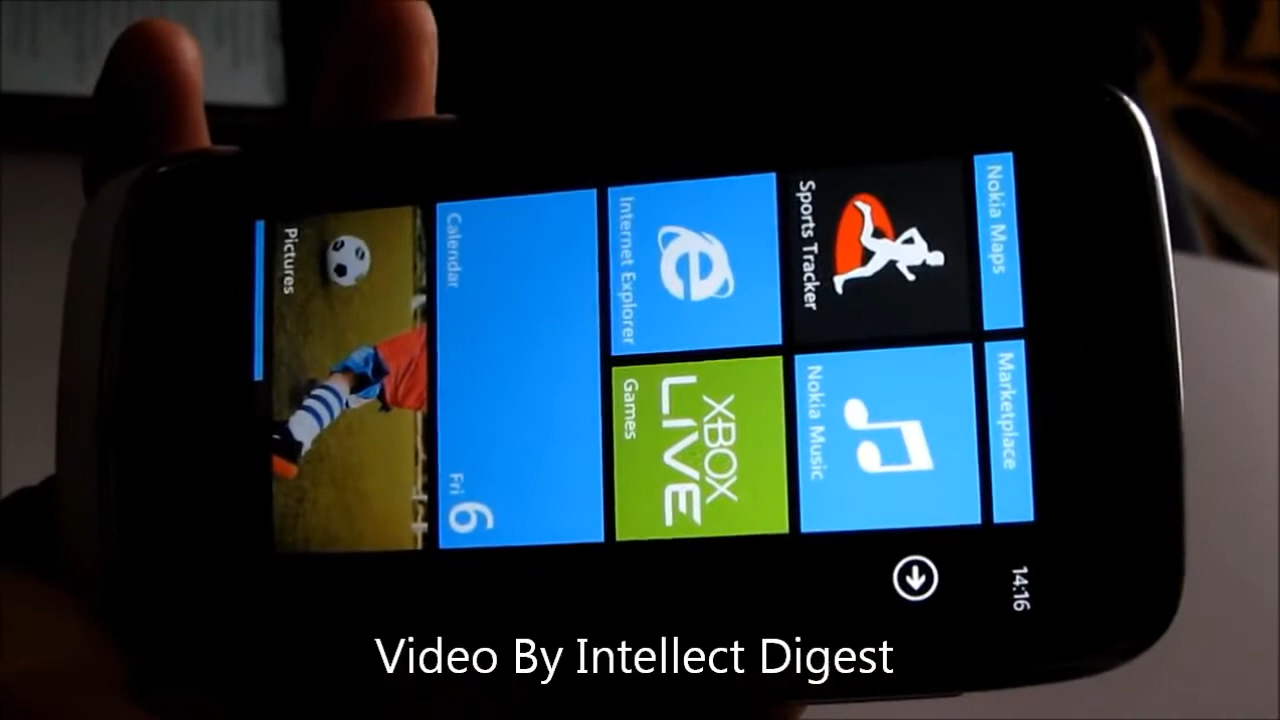 14:16
Nokia Maps
Marketplace
Sports Tracker
Nokia Music
Internet Explorer
XBOX
LIVE
Games
Calendar
Fri 6
Pictures
Video By Intellect Digest